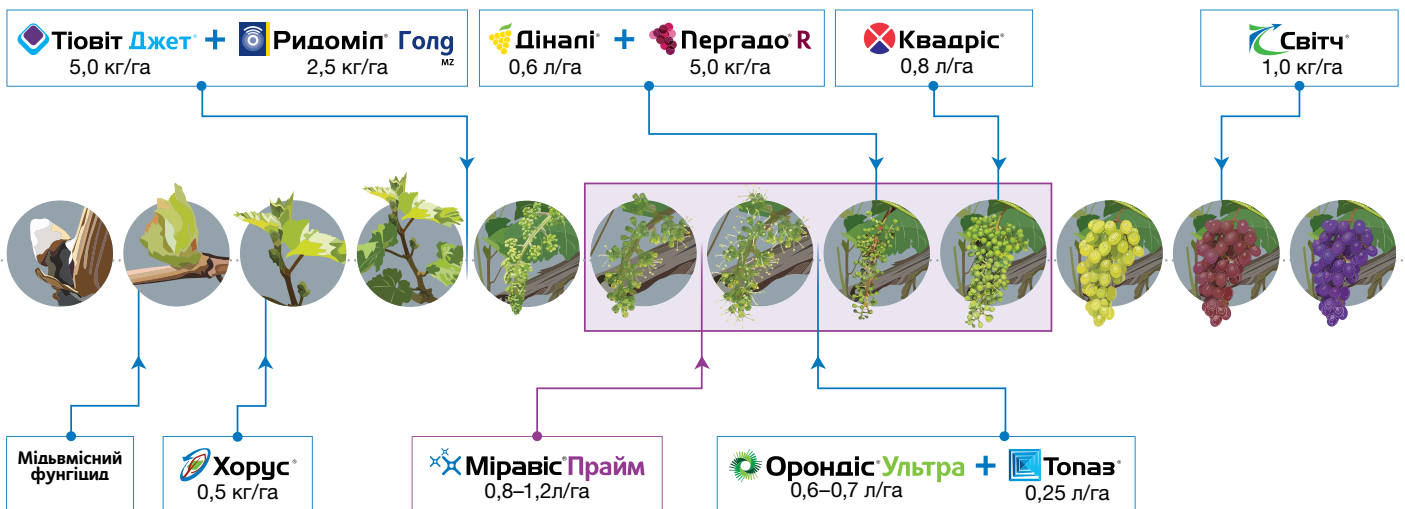 Тіовіт Джет® + Ридоміл® Голд MZ
5,0 кг/га 2,5 кг/га
Діналі® + Пергадо® R
0,6 л/га 5,0 кг/га
Квадріс®
0,8 л/га
Світч®
1,0 кг/га
Мідьвмісний
фунгіцид
Хорус®
0,5 кг/га
Міравіс® Прайм
0,8–1,2л/га
Орондіс® Ультра + Топаз®
0,6–0,7 л/га 0,25 л/га